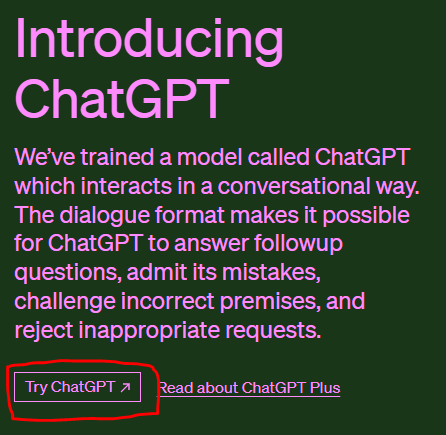 Introducing
ChatGPT
We’ve trained a model called ChatGPT
which interacts in a conversational way.
The dialogue format makes it possible
for ChatGPT to answer followup
questions, admit its mistakes,
challenge incorrect premises, and
reject inappropriate requests.
Try ChatGPT ↗ Read about ChatGPT Plus